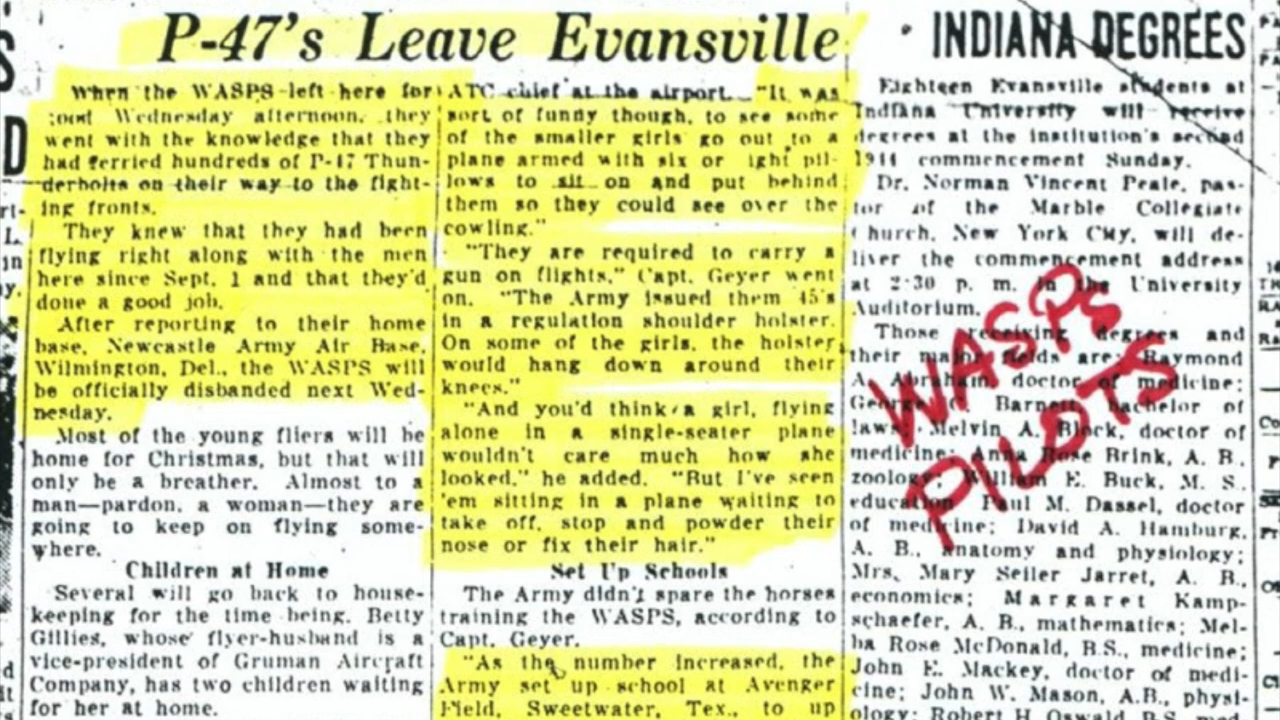 P-47's Leave Evansville
When the WASPS left here for
good Wednesday afternoon, they
went with the knowledge that they
had ferried hundreds of P-47 Thun-
derbolts on their way to the fight-
ing fronts.
They knew that they had been
flying right along with the men
here since Sept. 1 and that they'd
done a good job.
After reporting to their home
base, Newcastle Army Air Base,
Wilmington, Del., the WASPS will
be officially disbanded next Wed-
nesday.
Most of the young fliers will be
home for Christmas, but that will
only be a breather. Almost to a
man—pardon, a woman—they are
going to keep on flying some-
where.
Children at Home
Several will go back to house-
keeping for the time being. Betty
Gillies, whose flyer-husband is a
vice-president of Gruman Aircraft
Company, has two children waiting
for her at home.
ATC chief at the airport. "It was
sort of funny though, to see some
of the smaller girls go out to a
plane armed with six or ight pil-
lows to sit on and put behind
them so they could see over the
cowling."
"They are required to carry a
gun on flights," Capt. Geyer went
on. "The Army issued them 45's
in a regulation shoulder holster.
On some of the girls, the holster
would hang down around their
knees."
"And you'd think a girl, flying
alone in a single-seater plane
wouldn't care much how she
looked," he added. "But I've seen
'em sitting in a plane waiting to
take off, stop and powder their
nose or fix their hair."
Set Up Schools
The Army didn't spare the horses
training the WASPS, according to
Capt. Geyer.
"As the number increased, the
Army set up school at Avenger
Field, Sweetwater, Tex., to up
INDIANA DEGREES
Eighteen Evansville students at
Indiana University will receive
degrees at the institution's second
1944 commencement Sunday.
Dr. Norman Vincent Peale, pas-
tor of the Marble Collegiate
Church, New York City, will de-
liver the commencement address
at 2:30 p. m. in the University
Auditorium.
Those receiving degrees and
their major fields are: Raymond
A. Abraham, doctor of medicine;
George C. Barnett, bachelor of
laws; Melvin A. Block, doctor of
medicine; Anna Rose Brink, A. B.,
zoology; William E. Buck, M. S.,
education; Paul M. Dassel, doctor
of medicine; David A. Hamburg,
A. B., anatomy and physiology;
Mrs. Mary Seiler Jarret, A. B.,
economics; Margaret Kamp-
schaefer, A. B., mathematics; Mel-
ba Rose McDonald, B.S., medicine;
John E. Mackey, doctor of medi-
cine; John W. Mason, A.B., physi-
ology; Robert H. Oswald, B.S.
WASPS
PILOTS